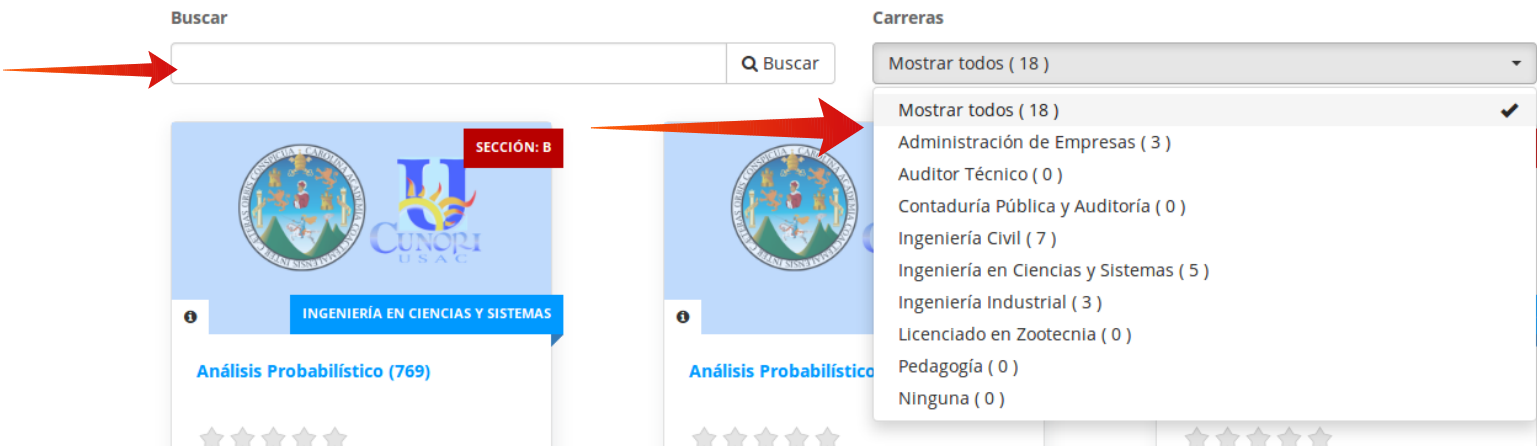 Buscar
Buscar
Carreras
Mostrar todos ( 18 )
Mostrar todos ( 18 )
Administración de Empresas ( 3 )
Auditor Técnico ( 0 )
Contaduría Pública y Auditoría ( 0 )
Ingeniería Civil ( 7 )
Ingeniería en Ciencias y Sistemas ( 5 )
Ingeniería Industrial ( 3 )
Licenciado en Zootecnia ( 0 )
Pedagogía ( 0 )
Ninguna ( 0 )
SECCIÓN: B
CUNORI
USAC
INGENIERÍA EN CIENCIAS Y SISTEMAS
Análisis Probabilístico (769)
Análisis Probabilístico